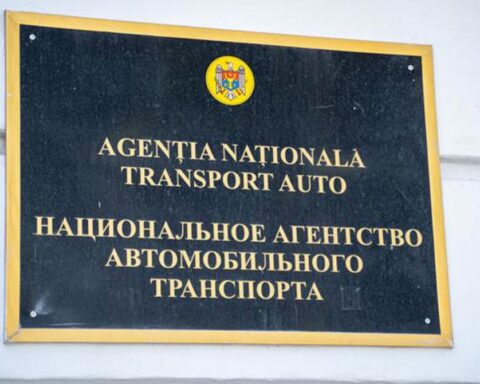 AGENȚIA NAȚIONALĂ
TRANSPORT AUTO
НАЦИОНАЛЬНОЕ АГЕНТСТВО
АВТОМОБИЛЬНОГО
ТРАНСПОРТА